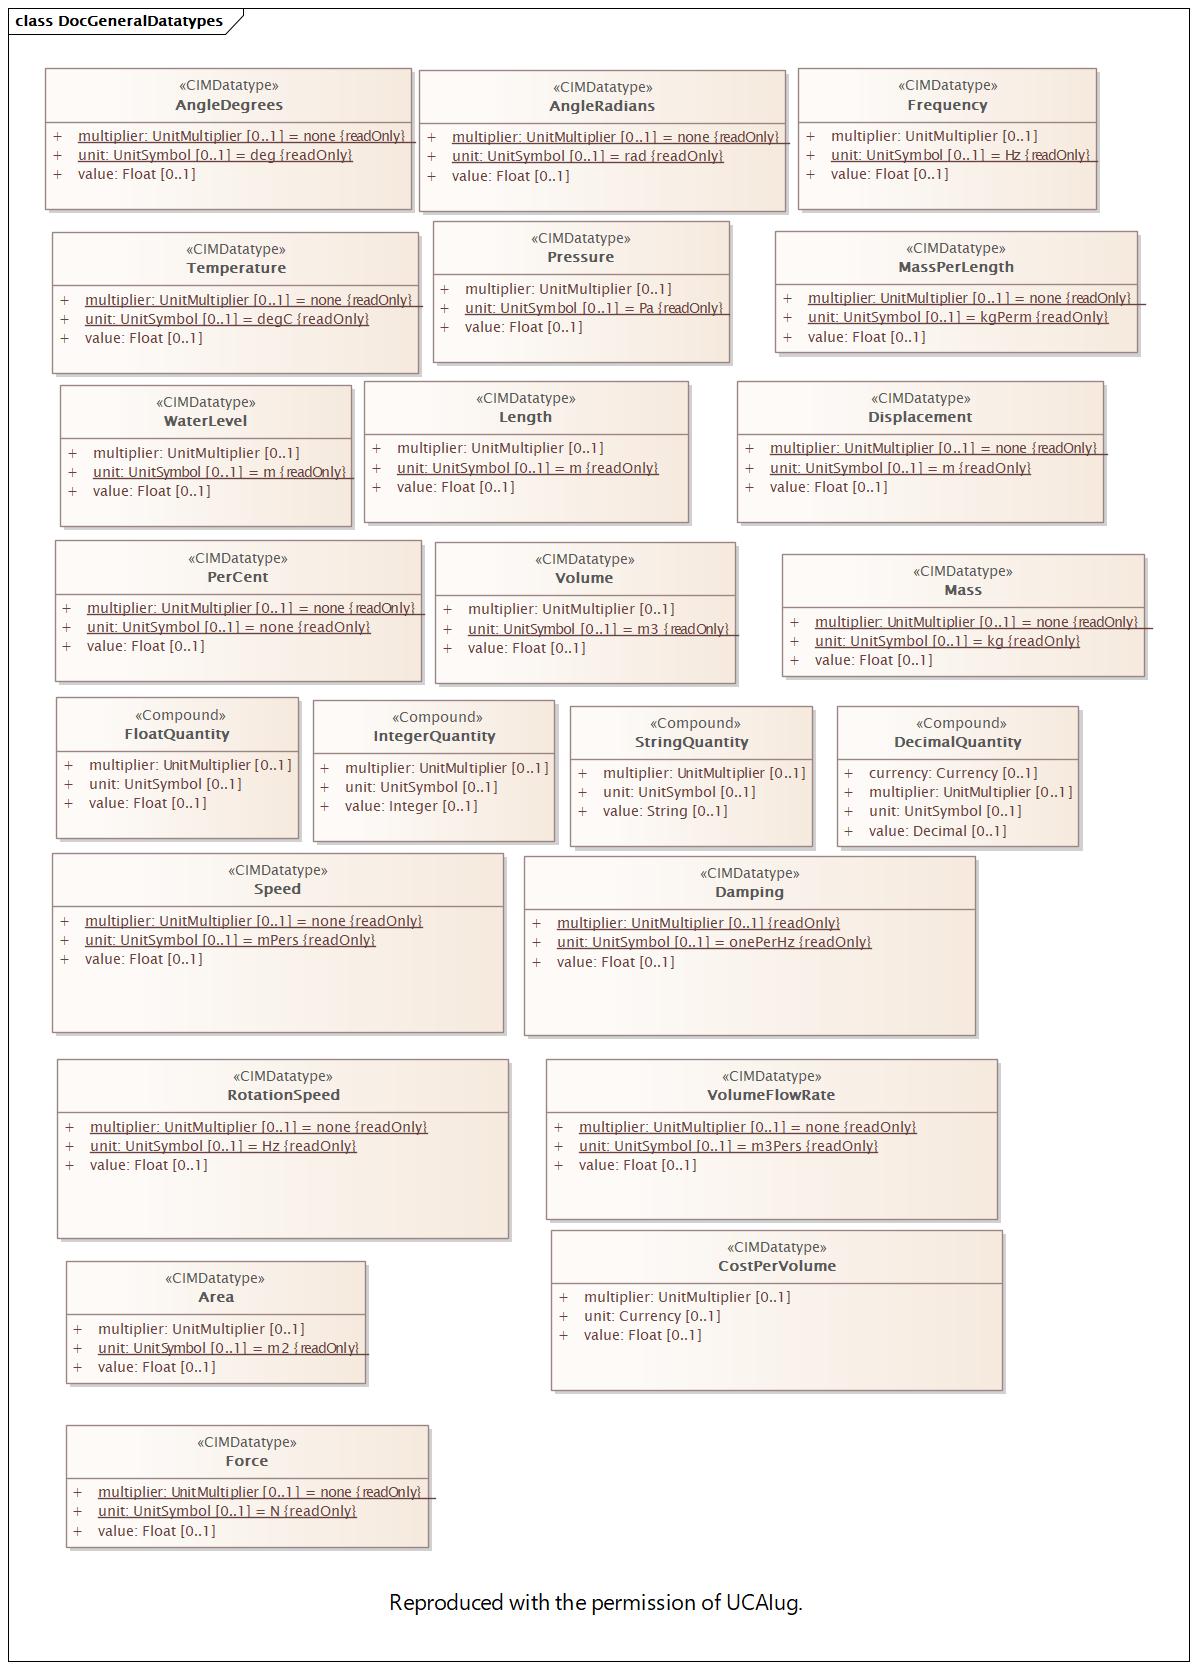 class DocGeneralDatatypes
«CIMDatatype»
AngleDegrees
+ multiplier: UnitMultiplier [0..1] = none {readOnly}
+ unit: UnitSymbol [0..1] = deg {readOnly}
+ value: Float [0..1]
«CIMDatatype»
AngleRadians
+ multiplier: UnitMultiplier [0..1] = none {readOnly}
+ unit: UnitSymbol [0..1] = rad {readOnly}
+ value: Float [0..1]
«CIMDatatype»
Frequency
+ multiplier: UnitMultiplier [0..1]
+ unit: UnitSymbol [0..1] = Hz {readOnly}
+ value: Float [0..1]
«CIMDatatype»
Temperature
+ multiplier: UnitMultiplier [0..1] = none {readOnly}
+ unit: UnitSymbol [0..1] = degC {readOnly}
+ value: Float [0..1]
«CIMDatatype»
Pressure
+ multiplier: UnitMultiplier [0..1]
+ unit: UnitSymbol [0..1] = Pa {readOnly}
+ value: Float [0..1]
«CIMDatatype»
MassPerLength
+ multiplier: UnitMultiplier [0..1] = none {readOnly}
+ unit: UnitSymbol [0..1] = kgPerm {readOnly}
+ value: Float [0..1]
«CIMDatatype»
WaterLevel
+ multiplier: UnitMultiplier [0..1]
+ unit: UnitSymbol [0..1] = m {readOnly}
+ value: Float [0..1]
«CIMDatatype»
Length
+ multiplier: UnitMultiplier [0..1]
+ unit: UnitSymbol [0..1] = m {readOnly}
+ value: Float [0..1]
«CIMDatatype»
Displacement
+ multiplier: UnitMultiplier [0..1] = none {readOnly}
+ unit: UnitSymbol [0..1] = m {readOnly}
+ value: Float [0..1]
«CIMDatatype»
PerCent
+ multiplier: UnitMultiplier [0..1] = none {readOnly}
+ unit: UnitSymbol [0..1] = none {readOnly}
+ value: Float [0..1]
«CIMDatatype»
Volume
+ multiplier: UnitMultiplier [0..1]
+ unit: UnitSymbol [0..1] = m3 {readOnly}
+ value: Float [0..1]
«CIMDatatype»
Mass
+ multiplier: UnitMultiplier [0..1] = none {readOnly}
+ unit: UnitSymbol [0..1] = kg {readOnly}
+ value: Float [0..1]
«Compound»
FloatQuantity
+ multiplier: UnitMultiplier [0..1]
+ unit: UnitSymbol [0..1]
+ value: Float [0..1]
«Compound»
IntegerQuantity
+ multiplier: UnitMultiplier [0..1]
+ unit: UnitSymbol [0..1]
+ value: Integer [0..1]
«Compound»
StringQuantity
+ multiplier: UnitMultiplier [0..1]
+ unit: UnitSymbol [0..1]
+ value: String [0..1]
«Compound»
DecimalQuantity
+ currency: Currency [0..1]
+ multiplier: UnitMultiplier [0..1]
+ unit: UnitSymbol [0..1]
+ value: Decimal [0..1]
«CIMDatatype»
Speed
+ multiplier: UnitMultiplier [0..1] = none {readOnly}
+ unit: UnitSymbol [0..1] = mPers {readOnly}
+ value: Float [0..1]
«CIMDatatype»
Damping
+ multiplier: UnitMultiplier [0..1] {readOnly}
+ unit: UnitSymbol [0..1] = onePerHz {readOnly}
+ value: Float [0..1]
«CIMDatatype»
RotationSpeed
+ multiplier: UnitMultiplier [0..1] = none {readOnly}
+ unit: UnitSymbol [0..1] = Hz {readOnly}
+ value: Float [0..1]
«CIMDatatype»
VolumeFlowRate
+ multiplier: UnitMultiplier [0..1] = none {readOnly}
+ unit: UnitSymbol [0..1] = m3Pers {readOnly}
+ value: Float [0..1]
«CIMDatatype»
Area
+ multiplier: UnitMultiplier [0..1]
+ unit: UnitSymbol [0..1] = m2 {readOnly}
+ value: Float [0..1]
«CIMDatatype»
CostPerVolume
+ multiplier: UnitMultiplier [0..1]
+ unit: Currency [0..1]
+ value: Float [0..1]
«CIMDatatype»
Force
+ multiplier: UnitMultiplier [0..1] = none {readOnly}
+ unit: UnitSymbol [0..1] = N {readOnly}
+ value: Float [0..1]
Reproduced with the permission of UCAIug.